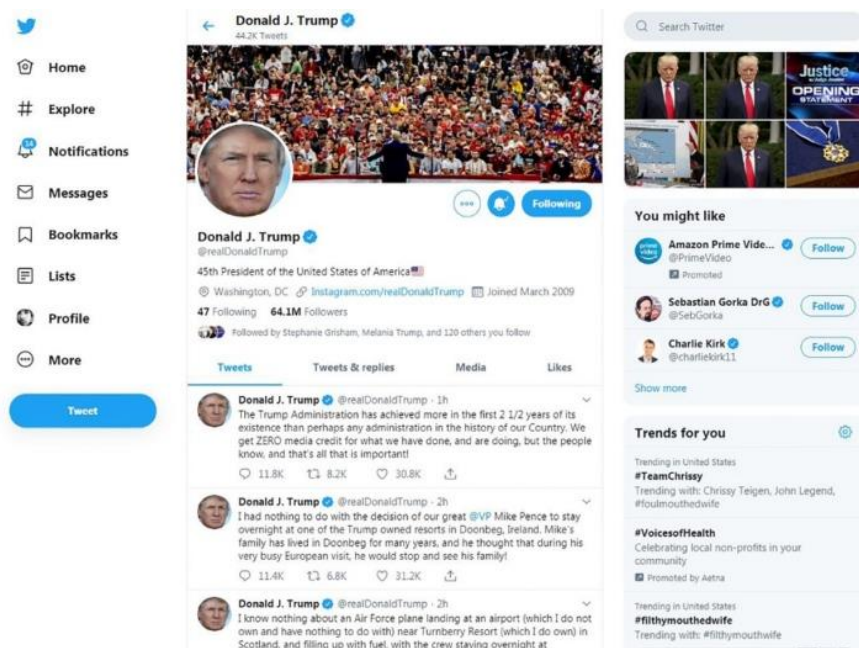 Donald J. Trump
44.2K Tweets
Home
Explore
Notifications
Messages
Bookmarks
Lists
Profile
More
Tweet
Following
Donald J. Trump
@realDonaldTrump
45th President of the United States of America
Washington, DC Instagram.com/realDonaldTrump Joined March 2009
47 Following 64.1M Followers
Followed by Stephanie Grisham, Melania Trump, and 120 others you follow
Tweets Tweets & replies Media Likes
Donald J. Trump @realDonaldTrump · 1h
The Trump Administration has achieved more in the first 2 1/2 years of its
existence than perhaps any administration in the history of our Country. We
get ZERO media credit for what we have done, and are doing, but the people
know, and that's all that is important!
11.8K 8.2K 30.8K
Donald J. Trump @realDonaldTrump · 2h
I had nothing to do with the decision of our great @VP Mike Pence to stay
overnight at one of the Trump owned resorts in Doonbeg, Ireland. Mike's
family has lived in Doonbeg for many years, and he thought that during his
very busy European visit, he would stop and see his family!
11.4K 6.8K 31.2K
Donald J. Trump @realDonaldTrump · 2h
I know nothing about an Air Force plane landing at an airport (which I do not
own and have nothing to do with) near Turnberry Resort (which I do own) in
Scotland, and filling up with fuel, with the crew staying overnight at
Search Twitter
Justice
OPENING
STATEMENT
You might like
Amazon Prime Vide...
@PrimeVideo
Promoted
Follow
Sebastian Gorka DrG
@SebGorka
Follow
Charlie Kirk
@charliekirk11
Follow
Show more
Trends for you
Trending in United States
#TeamChrissy
Trending with: Chrissy Teigen, John Legend,
#foulmouthedwife
#VoicesofHealth
Celebrating local non-profits in your
community
Promoted by Aetna
Trending in United States
#filthymouthedwife
Trending with: #filthymouthwife